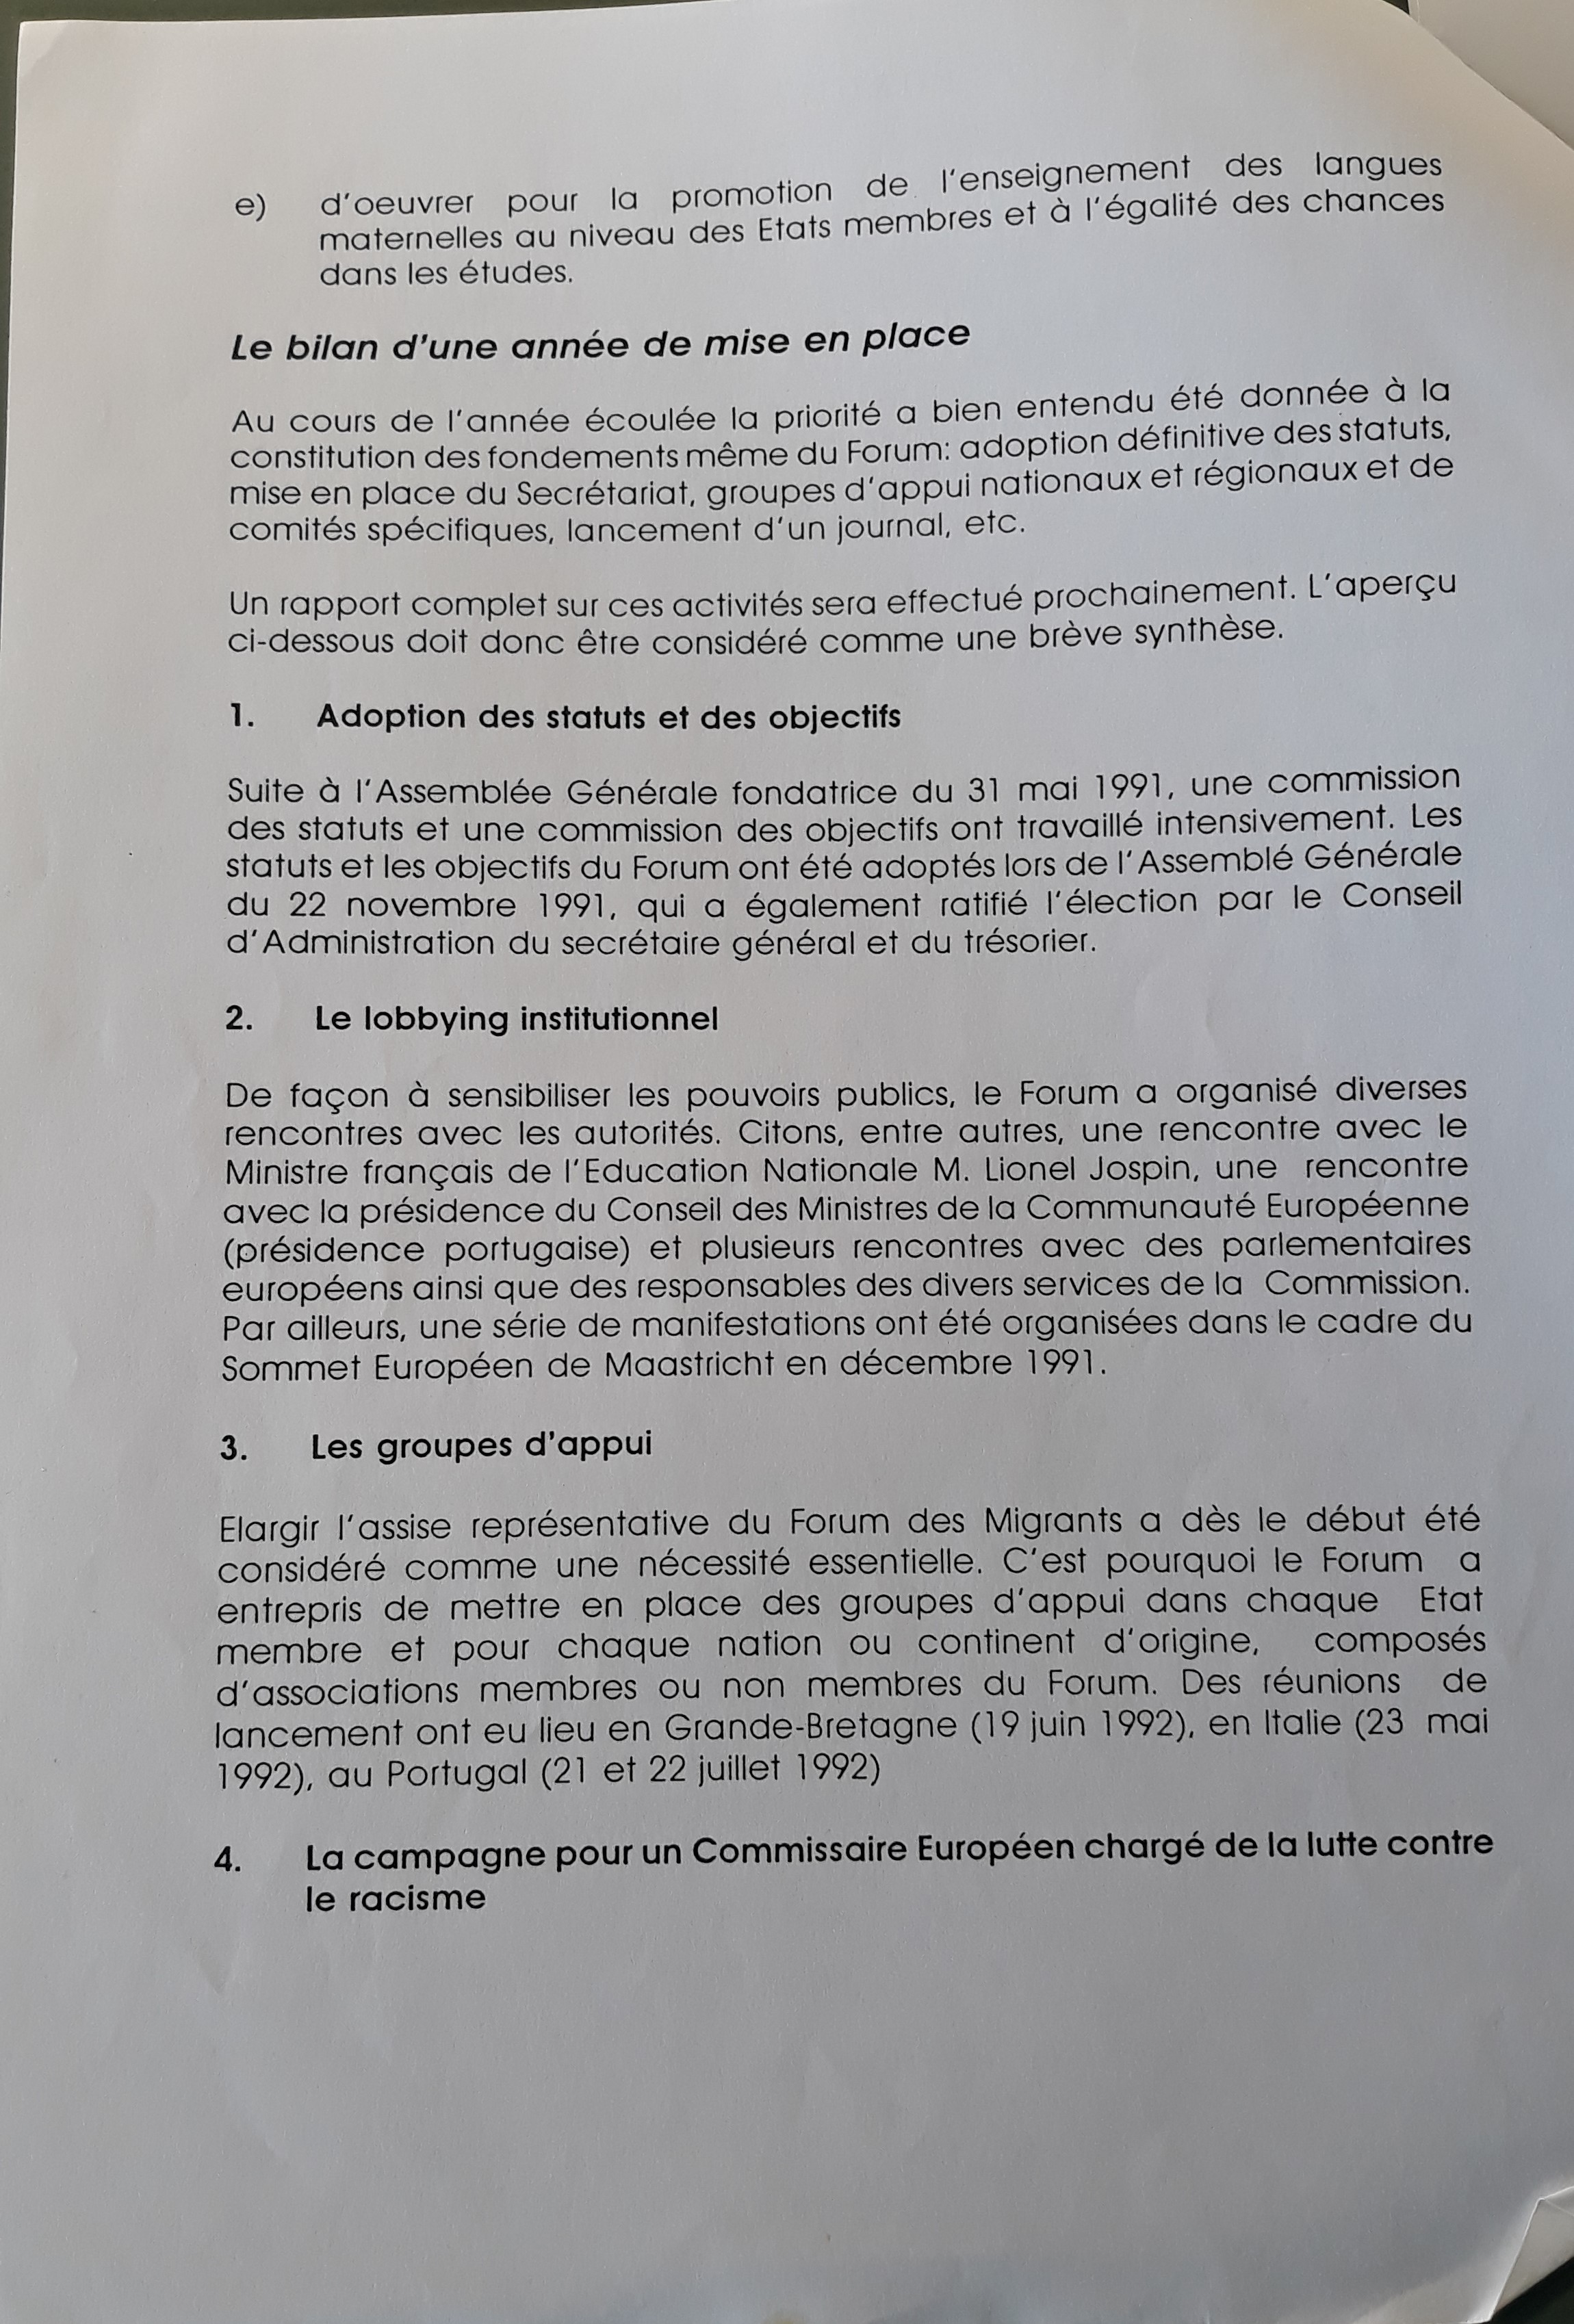 e) d'oeuvrer pour la promotion de l'enseignement des langues
maternelles au niveau des Etats membres et à l'égalité des chances
dans les études.
Le bilan d'une année de mise en place
Au cours de l'année écoulée la priorité a bien entendu été donnée à la
constitution des fondements même du Forum: adoption définitive des statuts,
mise en place du Secrétariat, groupes d'appui nationaux et régionaux et de
comités spécifiques, lancement d'un journal, etc.
Un rapport complet sur ces activités sera effectué prochainement. L'aperçu
ci-dessous doit donc être considéré comme une brève synthèse.
1. Adoption des statuts et des objectifs
Suite à l'Assemblée Générale fondatrice du 31 mai 1991, une commission
des statuts et une commission des objectifs ont travaillé intensivement. Les
statuts et les objectifs du Forum ont été adoptés lors de l'Assemblé Générale
du 22 novembre 1991, qui a également ratifié l'élection par le Conseil
d'Administration du secrétaire général et du trésorier.
2. Le lobbying institutionnel
De façon à sensibiliser les pouvoirs publics, le Forum a organisé diverses
rencontres avec les autorités. Citons, entre autres, une rencontre avec le
Ministre français de l'Education Nationale M. Lionel Jospin, une rencontre
avec la présidence du Conseil des Ministres de la Communauté Européenne
(présidence portugaise) et plusieurs rencontres avec des parlementaires
européens ainsi que des responsables des divers services de la Commission.
Par ailleurs, une série de manifestations ont été organisées dans le cadre du
Sommet Européen de Maastricht en décembre 1991.
3. Les groupes d'appui
Elargir l'assise représentative du Forum des Migrants a dès le début été
considéré comme une nécessité essentielle. C'est pourquoi le Forum a
entrepris de mettre en place des groupes d'appui dans chaque Etat
membre et pour chaque nation ou continent d'origine, composés
d'associations membres ou non membres du Forum. Des réunions de
lancement ont eu lieu en Grande-Bretagne (19 juin 1992), en Italie (23 mai
1992), au Portugal (21 et 22 juillet 1992)
4. La campagne pour un Commissaire Européen chargé de la lutte contre
le racisme